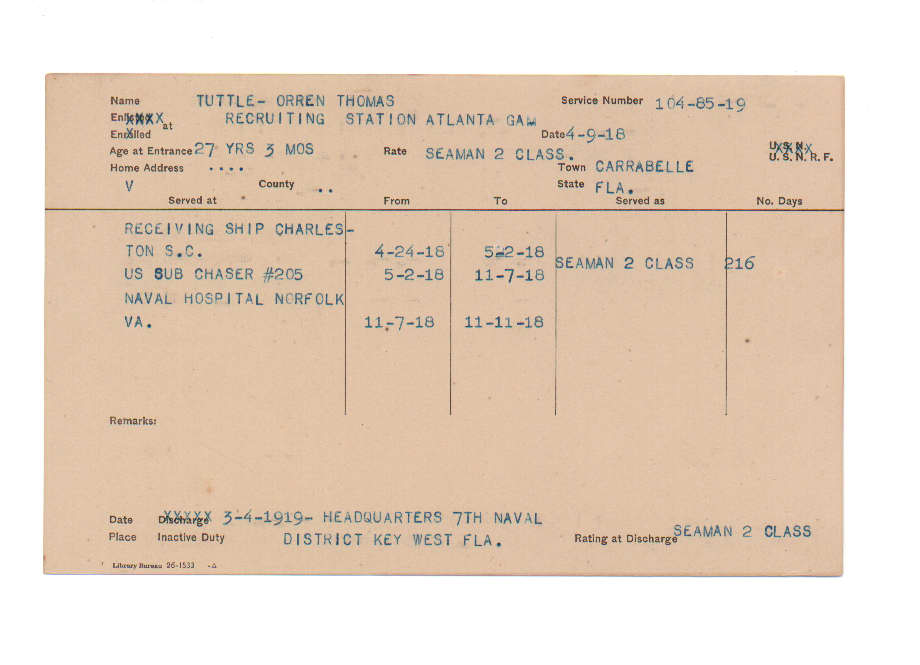 Name TUTTLE- ORREN THOMAS Service Number 104-85-19
Enlisted XXXX at RECRUITING STATION ATLANTA GA
Enrolled Date 4-9-18
Age at Entrance 27 YRS 3 MOS Rate SEAMAN 2 CLASS. U.S.N. XXXX
U.S.N.R.F.
Home Address .... Town CARRABELLE
V County .. State FLA.
Served at From To Served as No. Days
RECEIVING SHIP CHARLES-
TON S.C. 4-24-18 5-2-18
SEAMAN 2 CLASS 216
US SUB CHASER #205 5-2-18 11-7-18
NAVAL HOSPITAL NORFOLK
VA. 11-7-18 11-11-18
Remarks:
Date Discharge XXXXX 3-4-1919- HEADQUARTERS 7TH NAVAL
Place Inactive Duty DISTRICT KEY WEST FLA. Rating at Discharge SEAMAN 2 CLASS
Library Bureau 26-1533